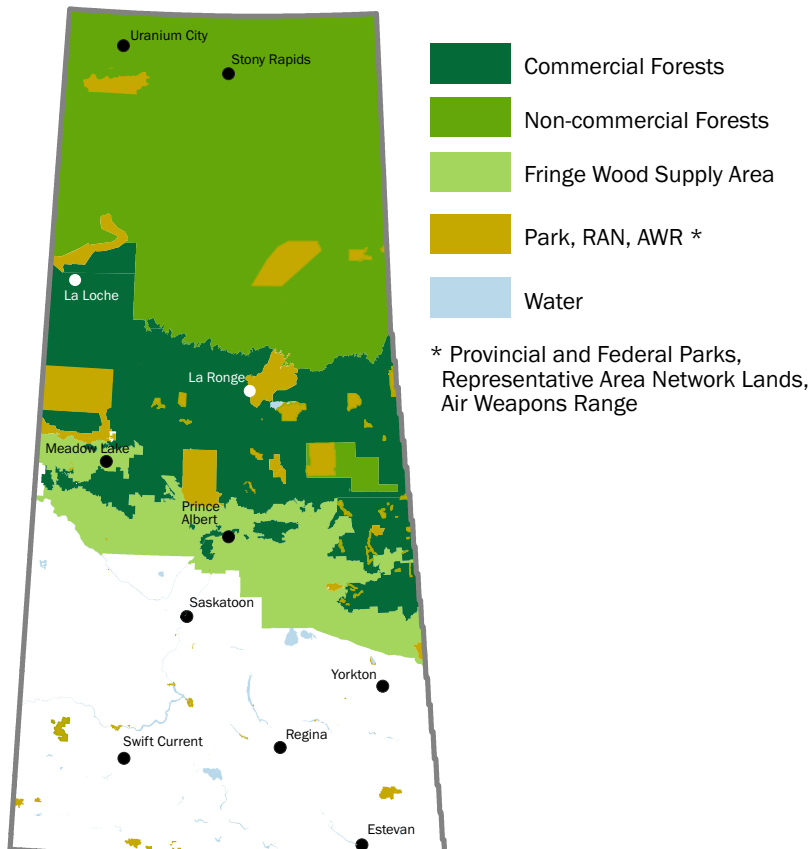 Uranium City
Stony Rapids
La Loche
La Ronge
Meadow Lake
Prince
Albert
Saskatoon
Yorkton
Regina
Swift Current
Estevan
Commercial Forests
Non-commercial Forests
Fringe Wood Supply Area
Park, RAN, AWR *
Water
* Provincial and Federal Parks,
Representative Area Network Lands,
Air Weapons Range